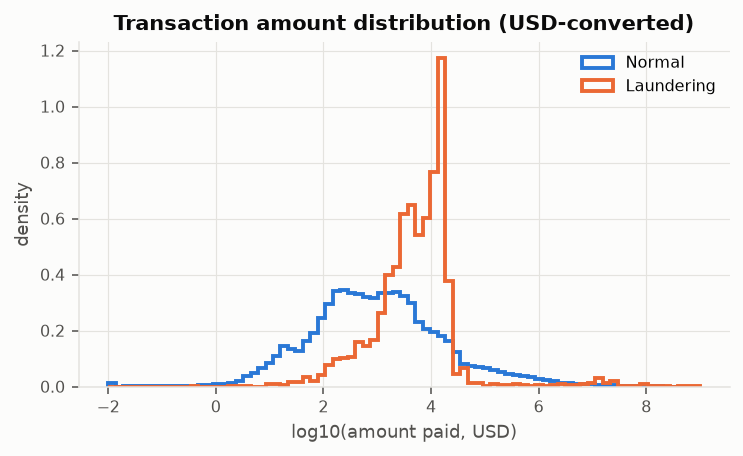 Transaction amount distribution (USD-converted)
Normal
Laundering
1.2
1.0
0.8
0.6
0.4
0.2
0.0
density
−2
0
2
4
6
8
log10(amount paid, USD)